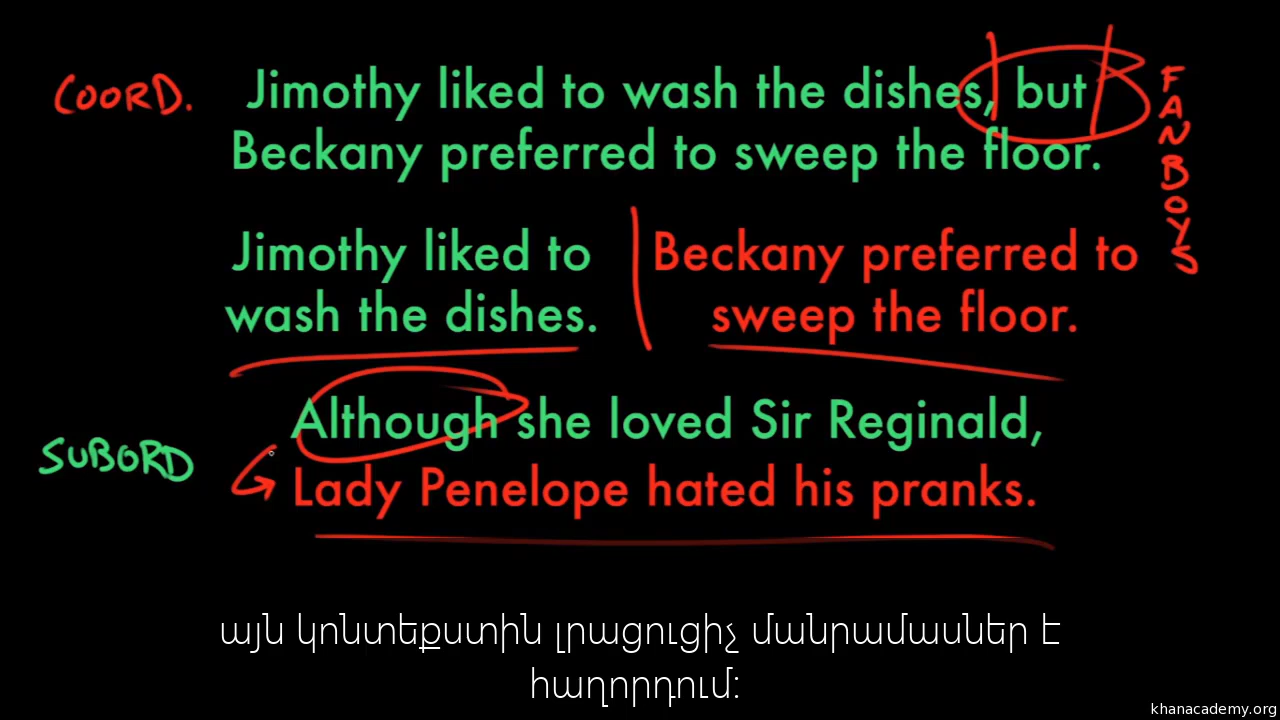 COORD.
Jimothy liked to wash the dishes, but
Beckany preferred to sweep the floor.
FANBOYS
Jimothy liked to
wash the dishes.
Beckany preferred to
sweep the floor.
SUBORD
Although she loved Sir Reginald,
Lady Penelope hated his pranks.
այն կոնտեքստին լրացուցիչ մանրամասներ է
հաղորդում:
khanacademy.org